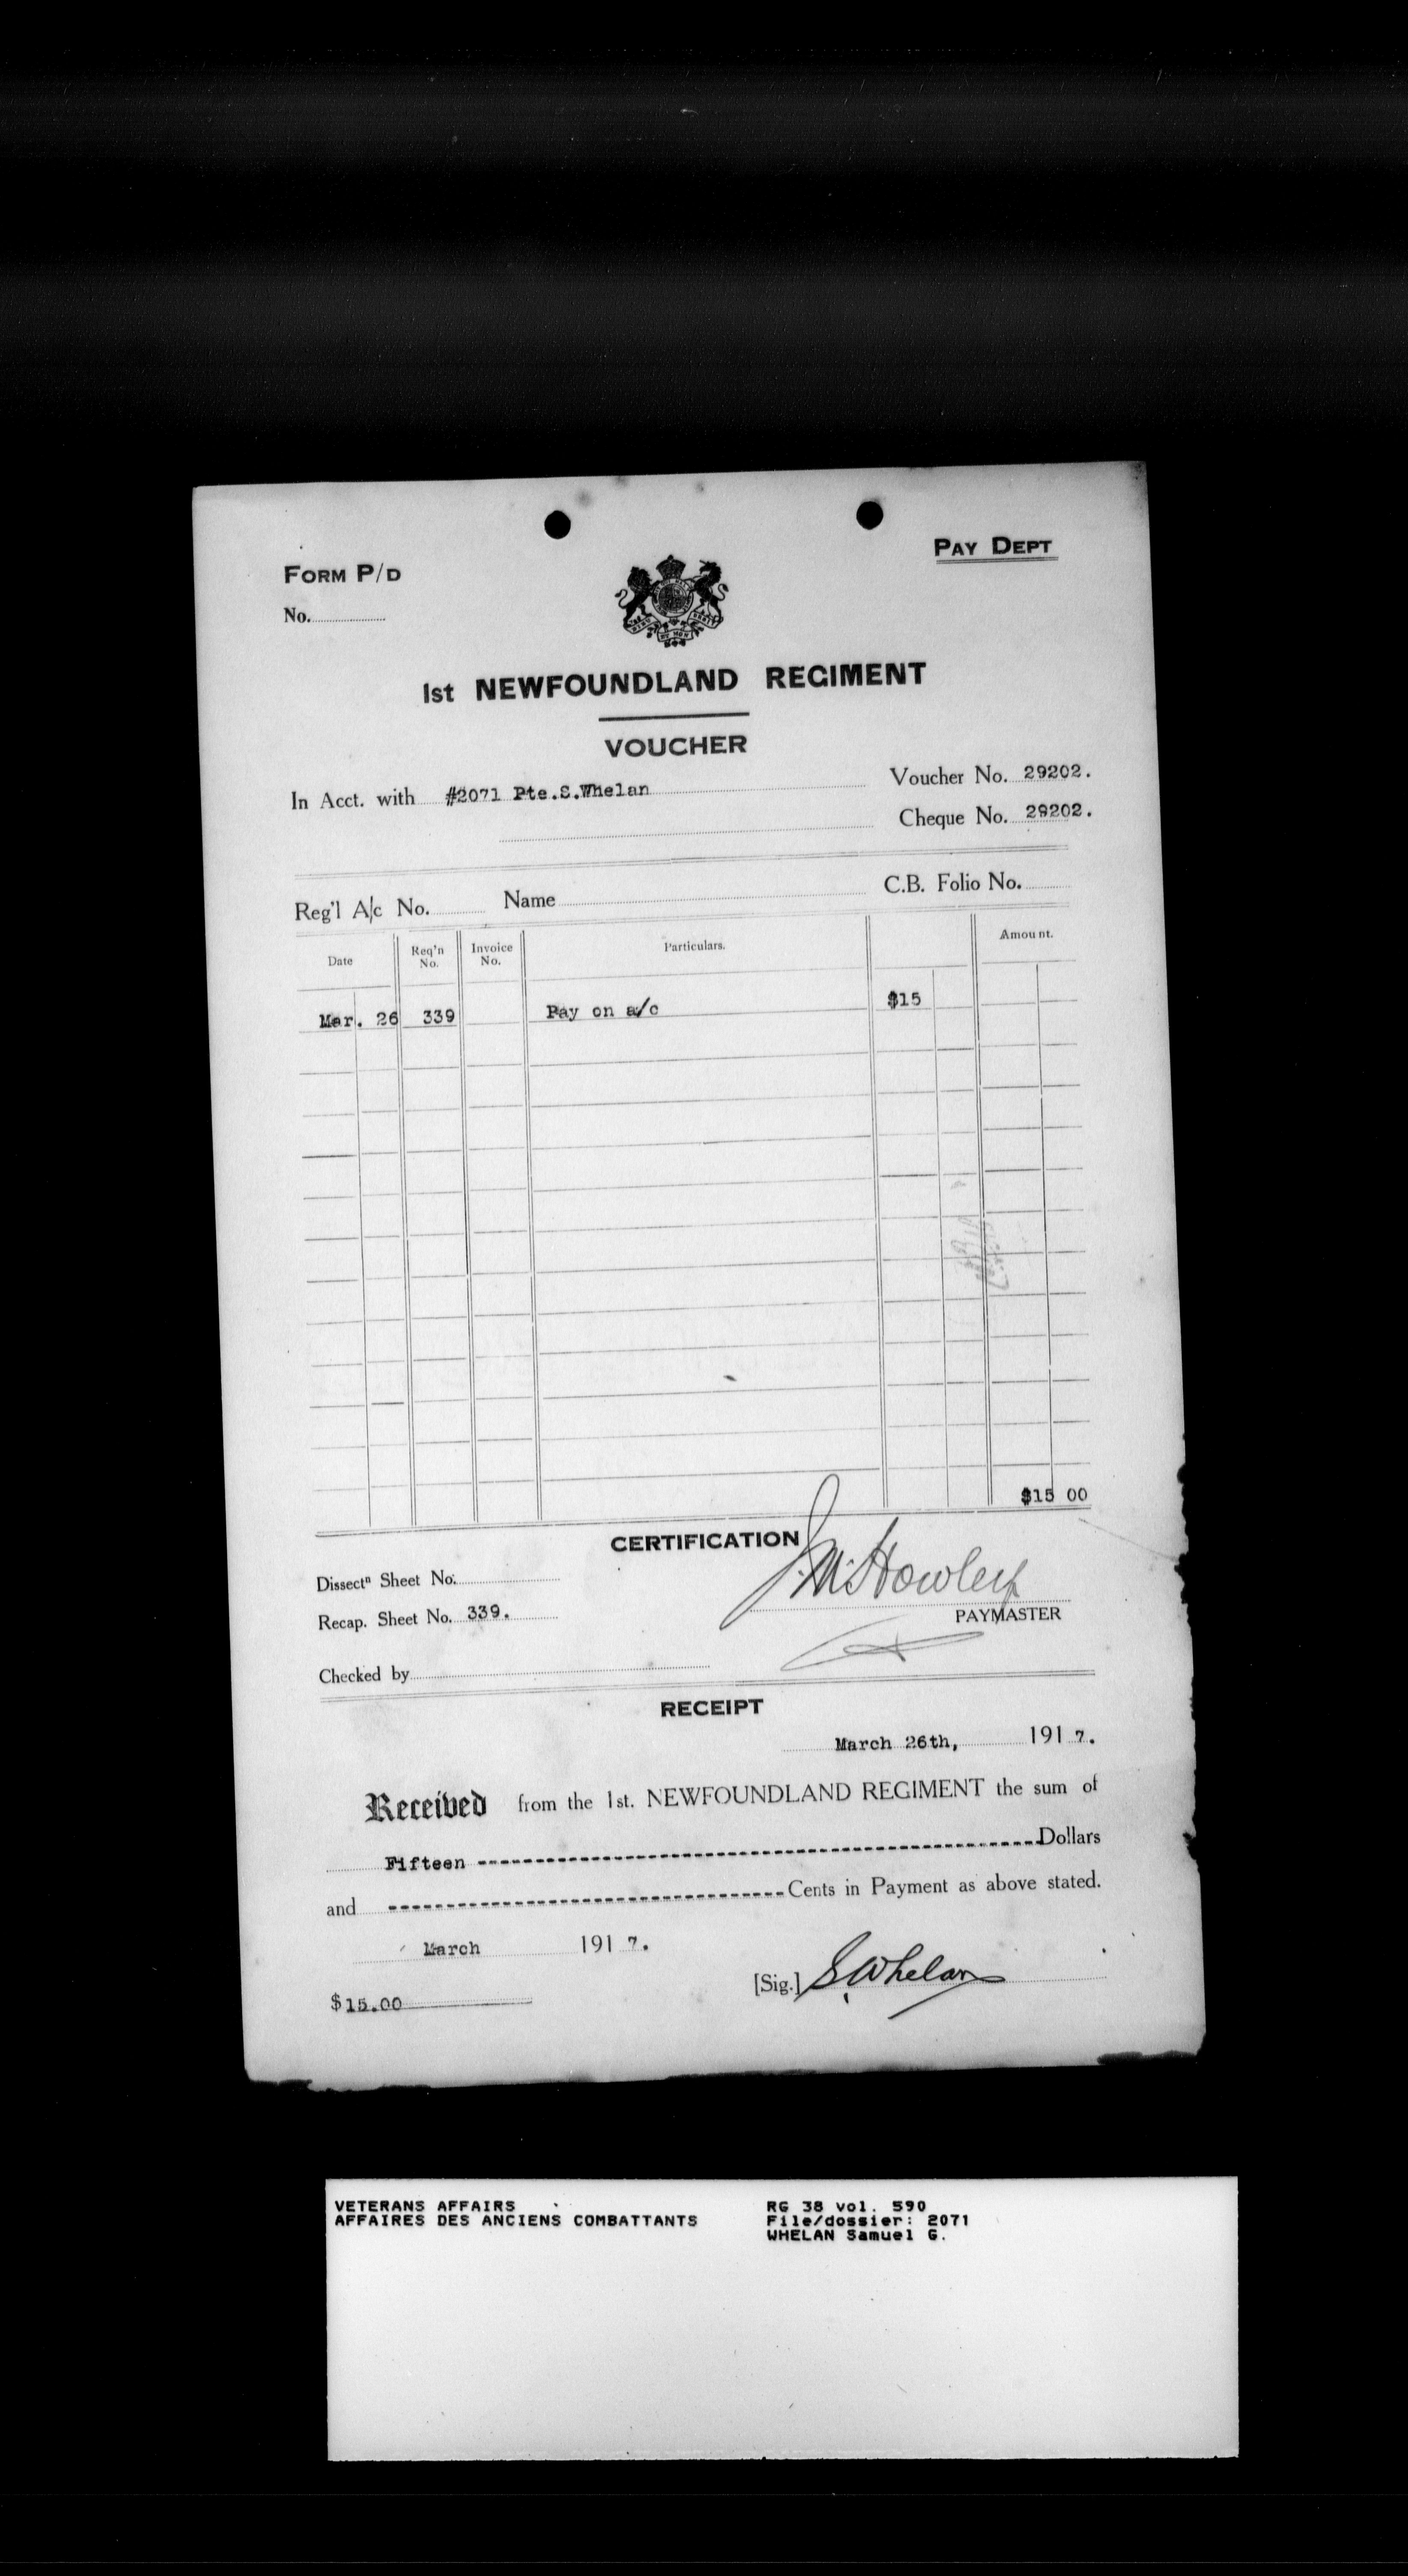 FORM P/D
PAY DEPT
No.
1st NEWFOUNDLAND REGIMENT
VOUCHER
In Acct. with #2071 Pte.S.Whelan
Voucher No. 29202.
Cheque No. 29202.
Reg'l A/c No. Name C.B. Folio No.
Date Req'n No. Invoice No. Particulars. Amount.
Mar. 26 339 Pay on a/c $15
$15 00
CERTIFICATION
Dissectn Sheet No.
J.M. Howley
Recap. Sheet No. 339.
PAYMASTER
Checked by
RECEIPT
March 26th, 1917.
Received from the 1st. NEWFOUNDLAND REGIMENT the sum of
Fifteen ---------------------------------------- Dollars
and ---------------------------------- Cents in Payment as above stated.
March 1917.
[Sig.] S. Whelan
$15.00
VETERANS AFFAIRS
AFFAIRES DES ANCIENS COMBATTANTS
RG 38 vol. 590
File/dossier: 2071
WHELAN Samuel G.